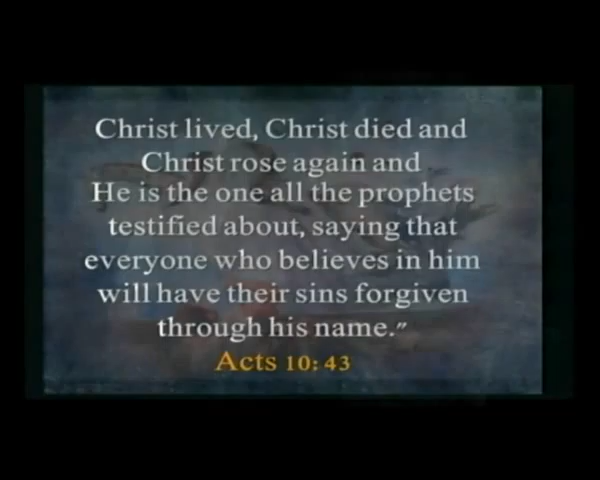 Christ lived, Christ died and
Christ rose again and
He is the one all the prophets
testified about, saying that
everyone who believes in him
will have their sins forgiven
through his name."
Acts 10:43